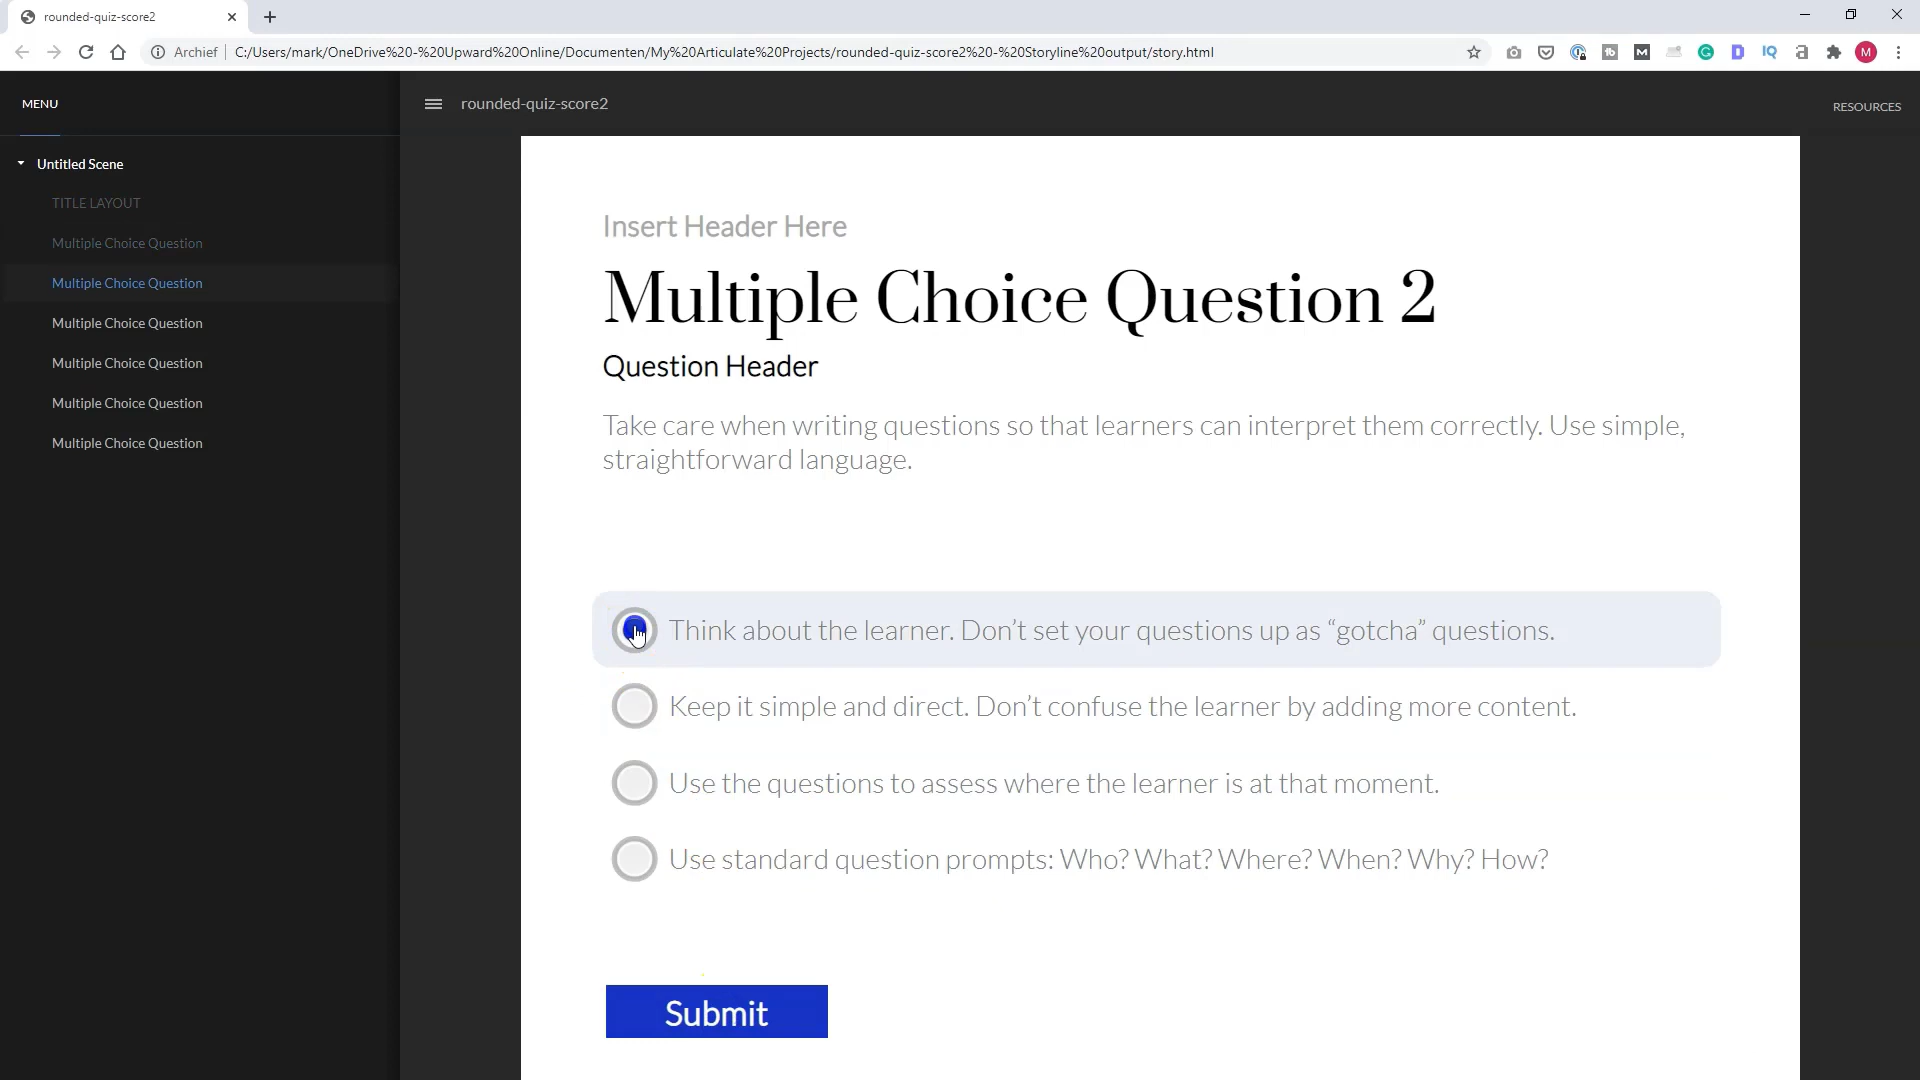 rounded-quiz-score2
Archief
C:/Users/mark/OneDrive%20-%20Upward%20Online/Documenten/My%20Articulate%20Projects/rounded-quiz-score2%20-%20Storyline%20output/story.html
MENU
rounded-quiz-score2
RESOURCES
Untitled Scene
TITLE LAYOUT
Multiple Choice Question
Multiple Choice Question
Multiple Choice Question
Multiple Choice Question
Multiple Choice Question
Multiple Choice Question
Insert Header Here
Multiple Choice Question 2
Question Header
Take care when writing questions so that learners can interpret them correctly. Use simple,
straightforward language.
Think about the learner. Don’t set your questions up as “gotcha” questions.
Keep it simple and direct. Don’t confuse the learner by adding more content.
Use the questions to assess where the learner is at that moment.
Use standard question prompts: Who? What? Where? When? Why? How?
Submit